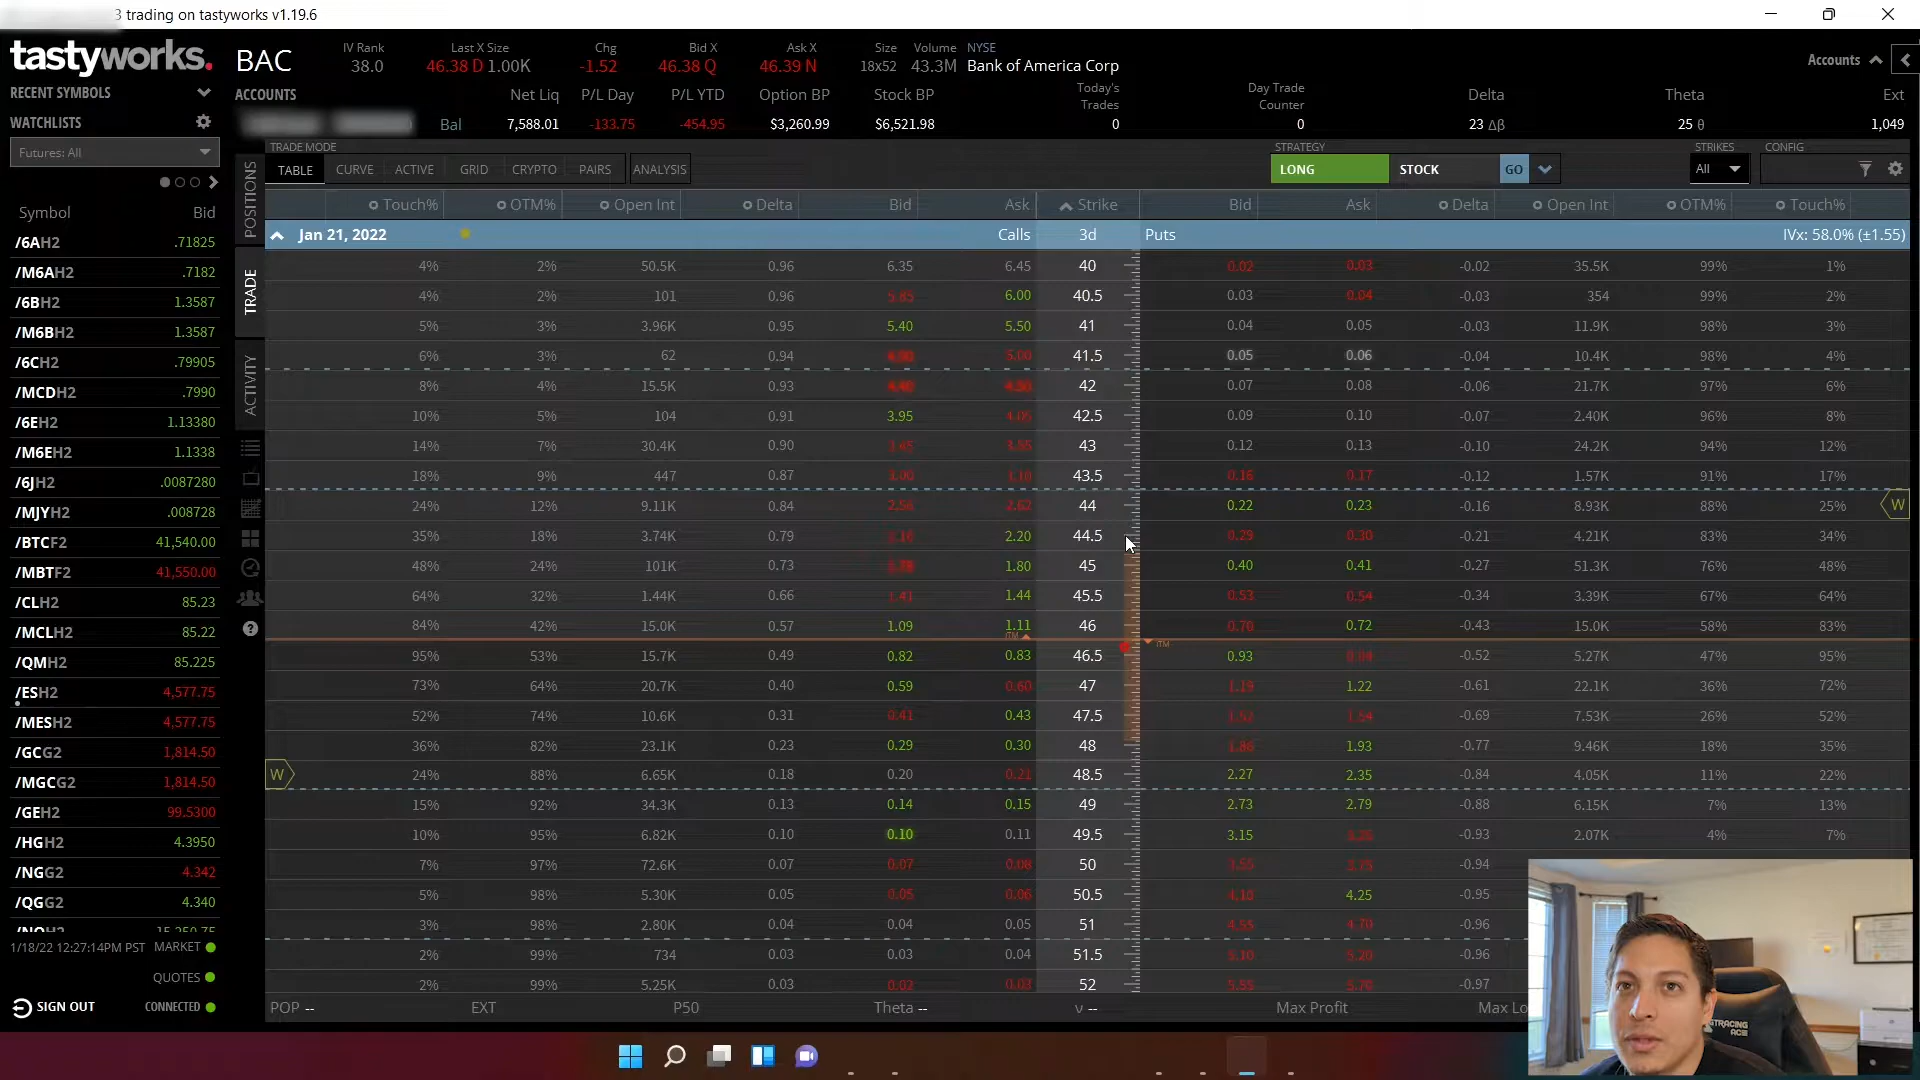 3 trading on tastyworks v1.19.6
tastyworks.
BAC
IV Rank
38.0
Last X Size
46.38 D 1.00K
Chg
-1.52
Bid X
46.38 Q
Ask X
46.39 N
Size
18x52
Volume
43.3M
NYSE
Bank of America Corp
Accounts
RECENT SYMBOLS
WATCHLISTS
Futures: All
Symbol Bid
/6AH2 .71825
/M6AH2 .7182
/6BH2 1.3587
/M6BH2 1.3587
/6CH2 .79905
/MCDH2 .7990
/6EH2 1.13380
/M6EH2 1.1338
/6JH2 .0087280
/MJYH2 .008728
/BTCF2 41,540.00
/MBTF2 41,550.00
/CLH2 85.23
/MCLH2 85.22
/QMH2 85.225
/ESH2 4,577.75
/MESH2 4,577.75
/GCG2 1,814.50
/MGCG2 1,814.50
/GEH2 99.5300
/HGH2 4.3950
/NGG2 4.342
/QGG2 4.340
1/18/22 12:27:14PM PST MARKET
QUOTES
SIGN OUT CONNECTED
ACCOUNTS Net Liq P/L Day P/L YTD Option BP Stock BP Today's Trades Day Trade Counter Delta Theta Ext
Bal 7,588.01 -133.75 -454.95 $3,260.99 $6,521.98 0 0 23 Δβ 25 θ 1,049
POSITIONS
TRADE
ACTIVITY
TRADE MODE
TABLE CURVE ACTIVE GRID CRYPTO PAIRS ANALYSIS
STRATEGY
LONG STOCK GO
STRIKES
All
CONFIG
Touch% OTM% Open Int Delta Bid Ask Strike Bid Ask Delta Open Int OTM% Touch%
Jan 21, 2022 Calls 3d Puts IVx: 58.0% (±1.55)
4% 2% 50.5K 0.96 6.35 6.45 40 0.02 0.03 -0.02 35.5K 99% 1%
4% 2% 101 0.96 5.85 6.00 40.5 0.03 0.04 -0.03 354 99% 2%
5% 3% 3.96K 0.95 5.40 5.50 41 0.04 0.05 -0.03 11.9K 98% 3%
6% 3% 62 0.94 5.00 41.5 0.05 0.06 -0.04 10.4K 98% 4%
8% 4% 15.5K 0.93 42 0.07 0.08 -0.06 21.7K 97% 6%
10% 5% 104 0.91 3.95 42.5 0.09 0.10 -0.07 2.40K 96% 8%
14% 7% 30.4K 0.90 43 0.12 0.13 -0.10 24.2K 94% 12%
18% 9% 447 0.87 3.00 43.5 0.16 0.17 -0.12 1.57K 91% 17%
24% 12% 9.11K 0.84 2.56 2.62 44 0.22 0.23 -0.16 8.93K 88% 25% W
35% 18% 3.74K 0.79 2.20 44.5 0.29 0.30 -0.21 4.21K 83% 34%
48% 24% 101K 0.73 1.80 45 0.40 0.41 -0.27 51.3K 76% 48%
64% 32% 1.44K 0.66 1.41 1.44 45.5 0.53 0.54 -0.34 3.39K 67% 64%
84% 42% 15.0K 0.57 1.09 1.11 46 0.70 0.72 -0.43 15.0K 58% 83%
ITM ITM
95% 53% 15.7K 0.49 0.82 0.83 46.5 0.93 -0.52 5.27K 47% 95%
73% 64% 20.7K 0.40 0.59 0.60 47 1.19 1.22 -0.61 22.1K 36% 72%
52% 74% 10.6K 0.31 0.41 0.43 47.5 1.52 1.54 -0.69 7.53K 26% 52%
36% 82% 23.1K 0.23 0.29 0.30 48 1.86 1.93 -0.77 9.46K 18% 35%
W 24% 88% 6.65K 0.18 0.20 0.21 48.5 2.27 2.35 -0.84 4.05K 11% 22%
15% 92% 34.3K 0.13 0.14 0.15 49 2.73 2.79 -0.88 6.15K 7% 13%
10% 95% 6.82K 0.10 0.10 0.11 49.5 3.15 -0.93 2.07K 4% 7%
7% 97% 72.6K 0.07 0.07 0.08 50 3.55 3.75 -0.94
5% 98% 5.30K 0.05 0.05 0.06 50.5 4.10 4.25 -0.95
3% 98% 2.80K 0.04 0.04 0.05 51 4.55 4.70 -0.96
2% 99% 734 0.03 0.03 0.04 51.5 5.10 5.20 -0.96
2% 99% 5.25K 0.03 0.02 0.03 52 5.55 5.70 -0.97
POP -- EXT P50 Theta -- ν -- Max Profit Max Lo
GTRACING
ACE